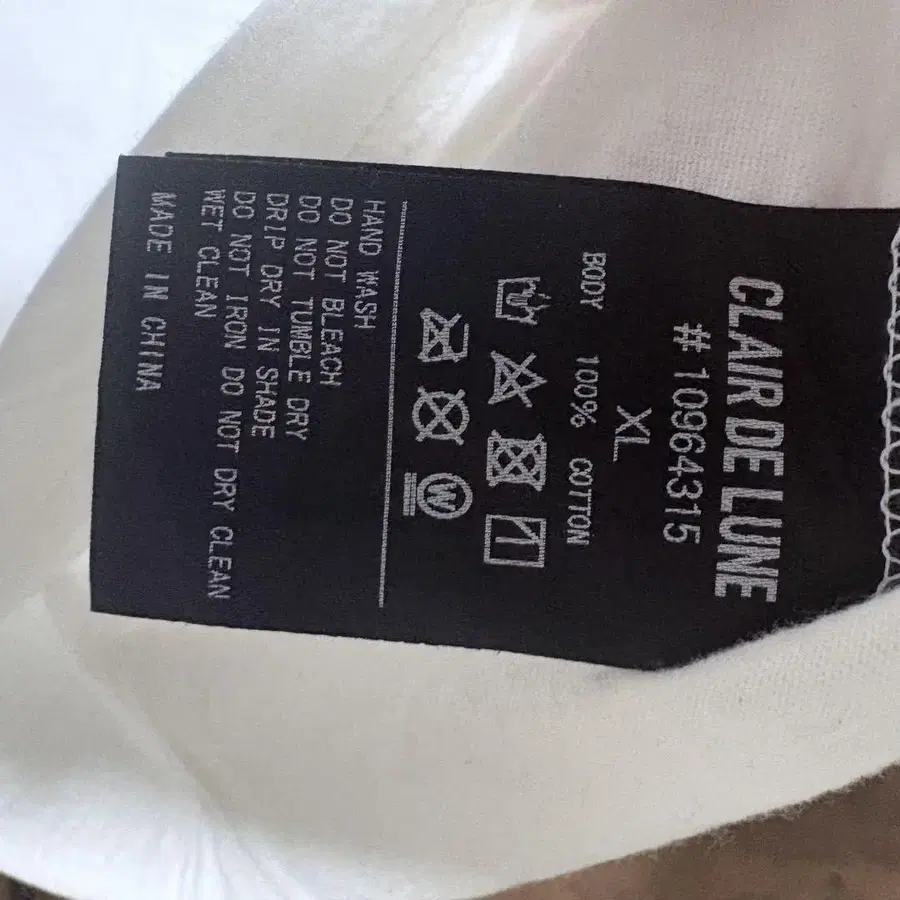 CLAIR DE LUNE
# 10964315
XL
BODY 100% COTTON
W
HAND WASH
DO NOT BLEACH
DO NOT TUMBLE DRY
DRIP DRY IN SHADE
DO NOT IRON DO NOT DRY CLEAN
WET CLEAN
MADE IN CHINA